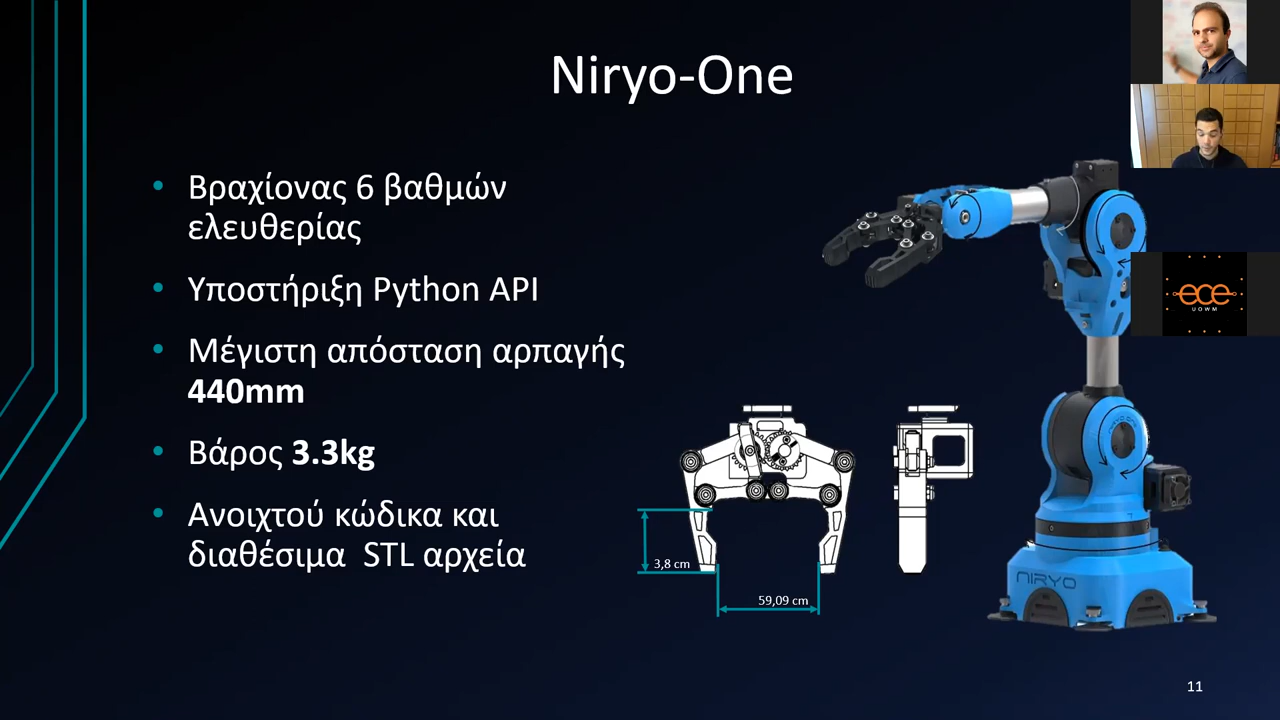 Niryo-One
Βραχίονας 6 βαθμών
ελευθερίας
Υποστήριξη Python API
Μέγιστη απόσταση αρπαγής
440mm
Βάρος 3.3kg
Ανοιχτού κώδικα και
διαθέσιμα STL αρχεία
3,8 cm
59,09 cm
NIRYO
ece
UOWM
11